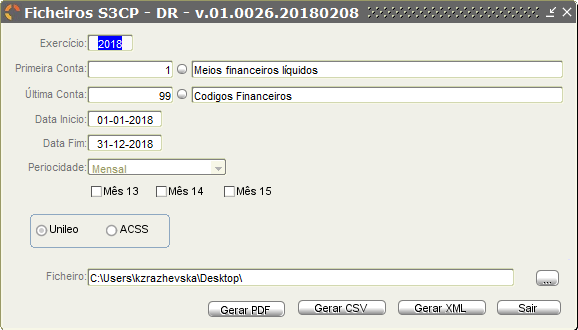 Ficheiros S3CP - DR - v.01.0026.20180208
Exercício: 2018
Primeira Conta: 1 Meios financeiros líquidos
Última Conta: 99 Codigos Financeiros
Data Inicio: 01-01-2018
Data Fim: 31-12-2018
Periocidade: Mensal
Mês 13 Mês 14 Mês 15
Unileo ACSS
Ficheiro: C:\Users\kzrazhevska\Desktop\ ...
Gerar PDF Gerar CSV Gerar XML Sair